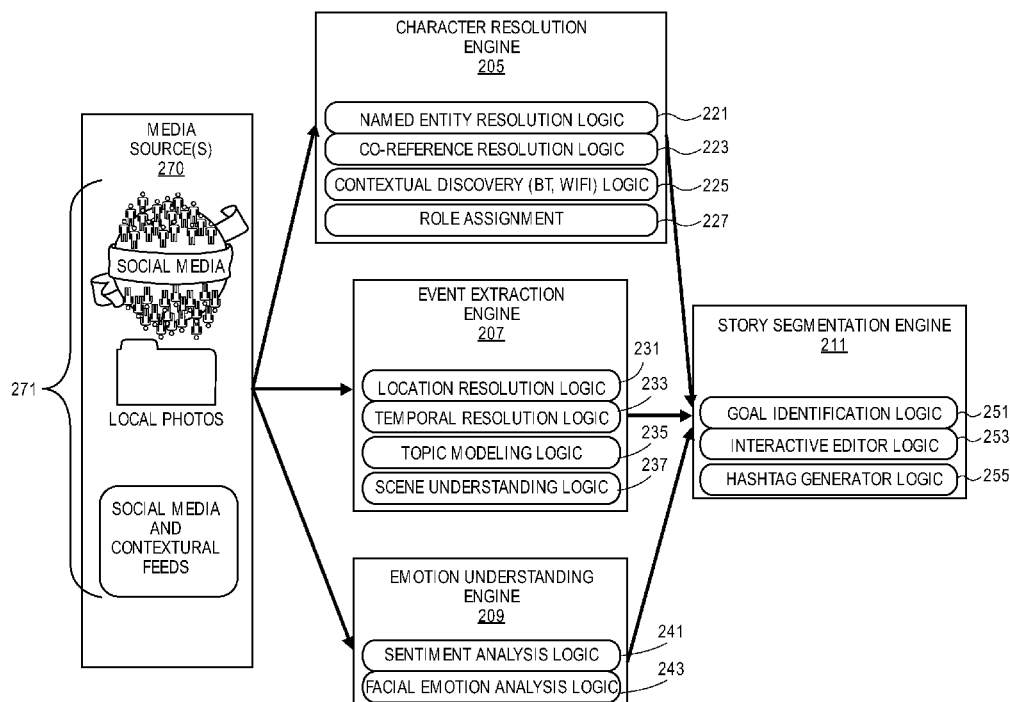 CHARACTER RESOLUTION
ENGINE
205
NAMED ENTITY RESOLUTION LOGIC
221
CO-REFERENCE RESOLUTION LOGIC
223
CONTEXTUAL DISCOVERY (BT, WIFI) LOGIC
225
ROLE ASSIGNMENT
227
MEDIA
SOURCE(S)
270
SOCIAL MEDIA
LOCAL PHOTOS
271
SOCIAL MEDIA
AND
CONTEXTURAL
FEEDS
EVENT EXTRACTION
ENGINE
207
LOCATION RESOLUTION LOGIC
231
TEMPORAL RESOLUTION LOGIC
233
TOPIC MODELING LOGIC
235
SCENE UNDERSTANDING LOGIC
237
EMOTION UNDERSTANDING
ENGINE
209
SENTIMENT ANALYSIS LOGIC
241
FACIAL EMOTION ANALYSIS LOGIC
243
STORY SEGMENTATION ENGINE
211
GOAL IDENTIFICATION LOGIC
251
INTERACTIVE EDITOR LOGIC
253
HASHTAG GENERATOR LOGIC
255